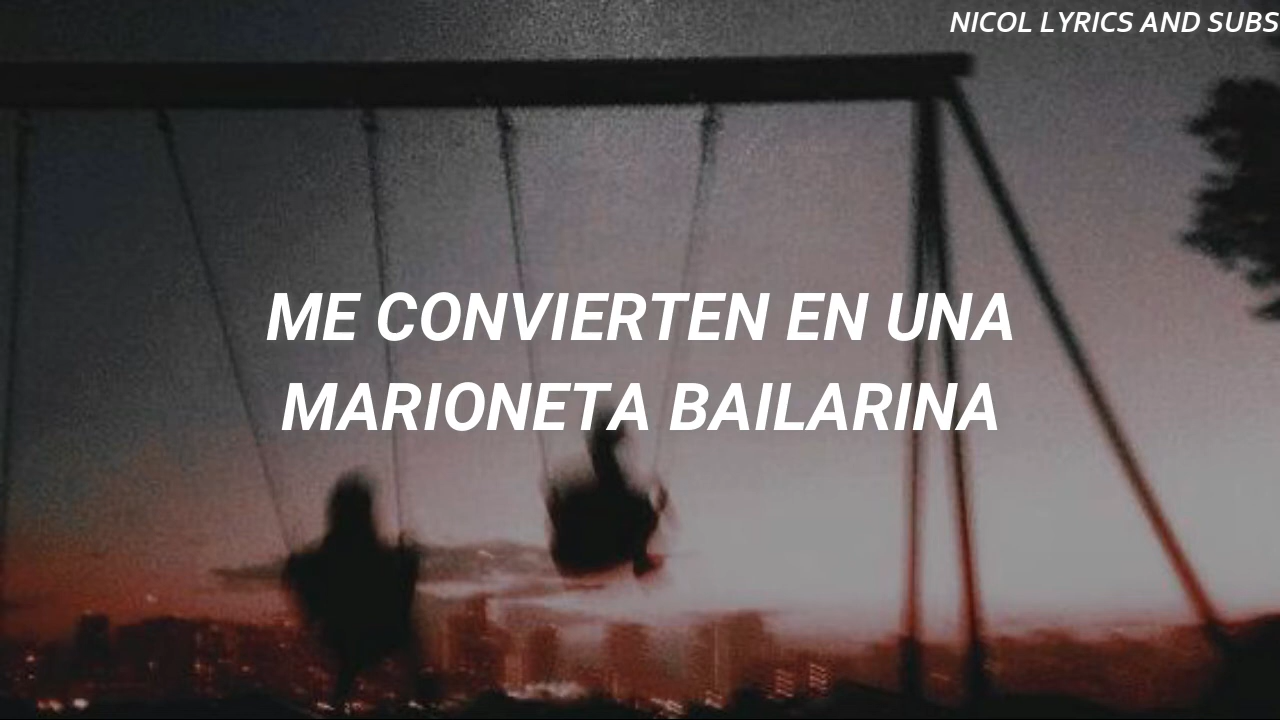 NICOL LYRICS AND SUBS
ME CONVIERTEN EN UNA
MARIONETA BAILARINA